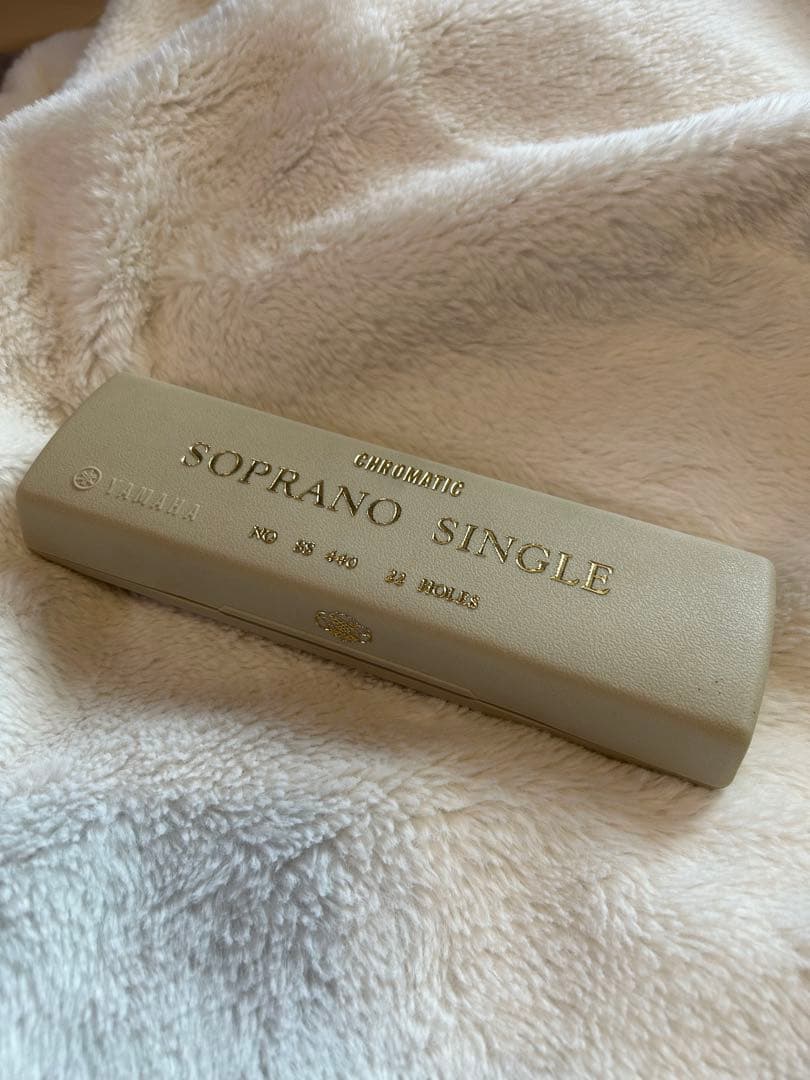 CHROMATIC
SOPRANO SINGLE
YAMAHA
NO SS 440 22 HOLES